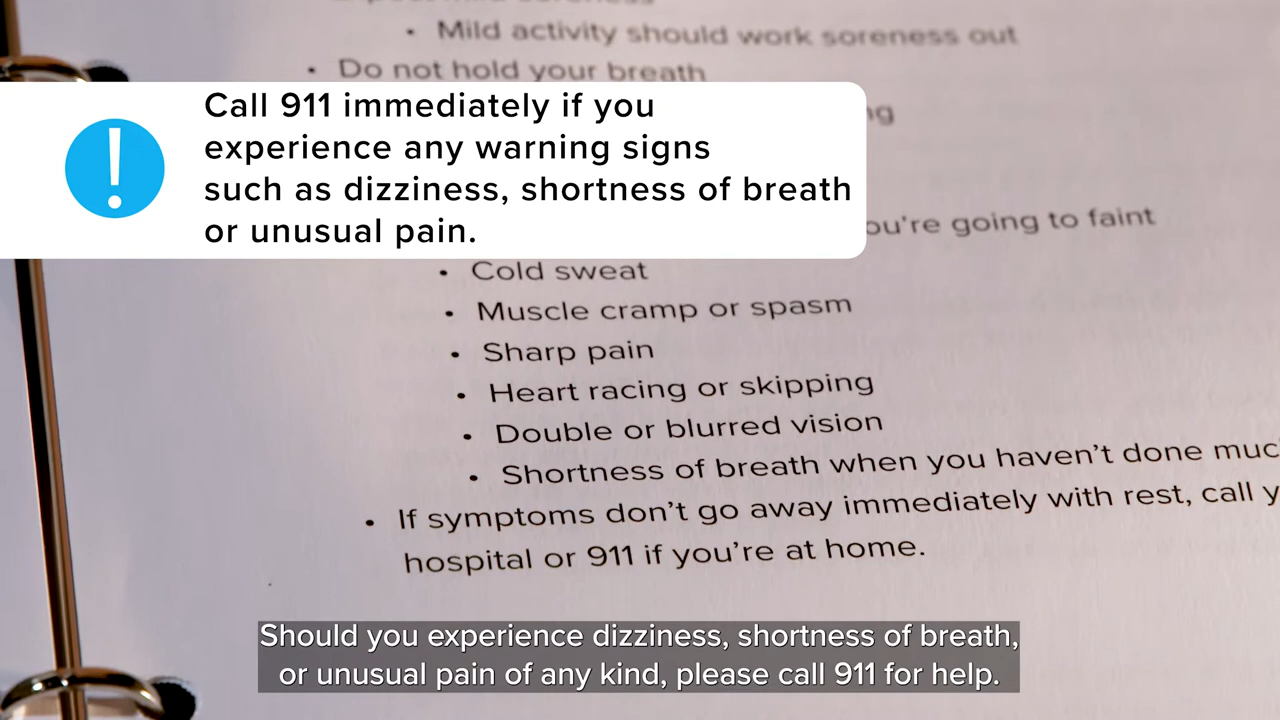 • Mild activity should work soreness out
• Do not hold your breath
Call 911 immediately if you
experience any warning signs
such as dizziness, shortness of breath
or unusual pain.
you're going to faint
• Cold sweat
• Muscle cramp or spasm
• Sharp pain
• Heart racing or skipping
• Double or blurred vision
• Shortness of breath when you haven't done
• If symptoms don't go away immediately with rest, call
hospital or 911 if you're at home.
Should you experience dizziness, shortness of breath,
or unusual pain of any kind, please call 911 for help.